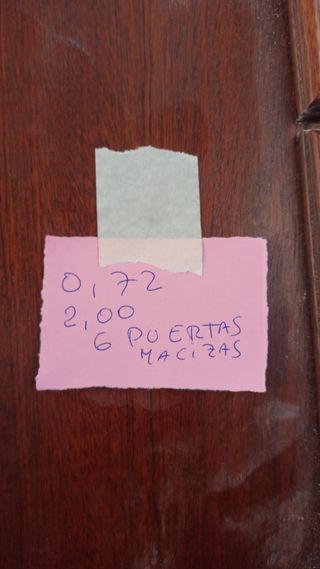 0,72
2,00
6 PUERTAS
MACIZAS